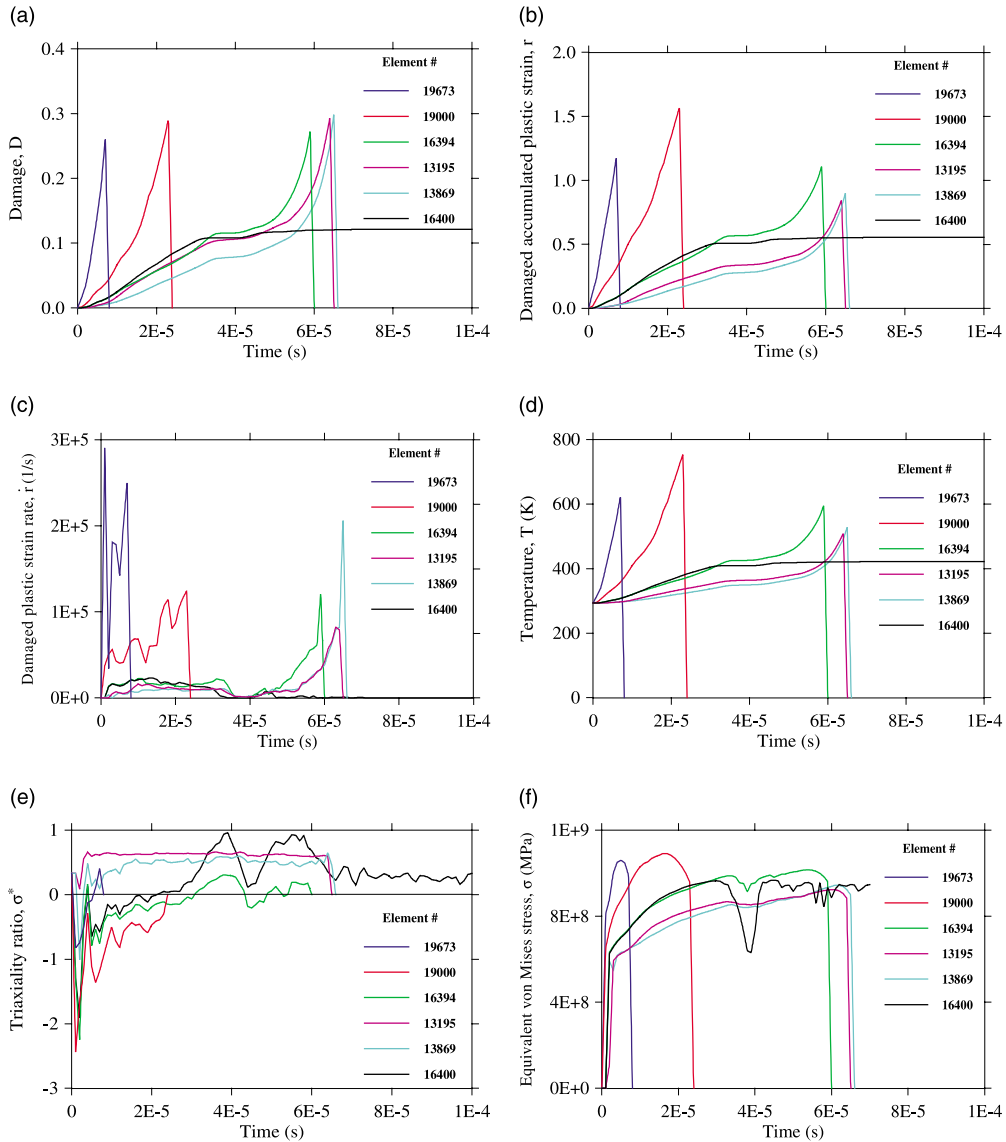 (a)
Damage, D
0.4
0.3
0.2
0.1
0.0
0
2E-5
4E-5
6E-5
8E-5
1E-4
Time (s)
Element #
19673
19000
16394
13195
13869
16400
(b)
Damaged accumulated plastic strain, r
2.0
1.5
1.0
0.5
0.0
0
2E-5
4E-5
6E-5
8E-5
1E-4
Time (s)
Element #
19673
19000
16394
13195
13869
16400
(c)
Damaged plastic strain rate, ṙ (1/s)
3E+5
2E+5
1E+5
0E+0
0
2E-5
4E-5
6E-5
8E-5
1E-4
Time (s)
Element #
19673
19000
16394
13195
13869
16400
(d)
Temperature, T (K)
800
600
400
200
0
0
2E-5
4E-5
6E-5
8E-5
1E-4
Time (s)
Element #
19673
19000
16394
13195
13869
16400
(e)
Triaxiality ratio, σ*
1
0
-1
-2
-3
0
2E-5
4E-5
6E-5
8E-5
1E-4
Time (s)
Element #
19673
19000
16394
13195
13869
16400
(f)
Equivalent von Mises stress, σ (MPa)
1E+9
8E+8
4E+8
0E+0
0
2E-5
4E-5
6E-5
8E-5
1E-4
Time (s)
Element #
19673
19000
16394
13195
13869
16400